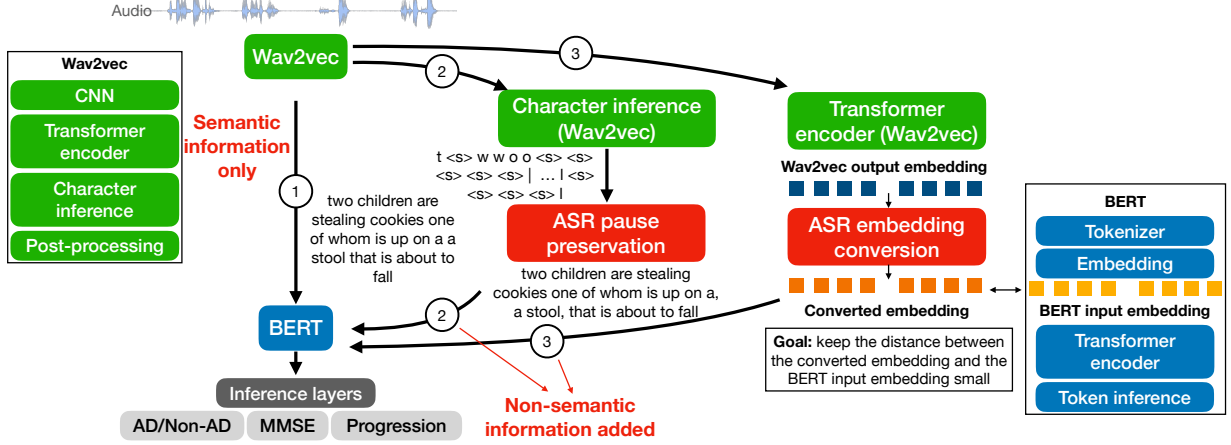 Audio
Wav2vec
CNN
Transformer
encoder
Character
inference
Post-processing
Wav2vec
Semantic
information
only
1
two children are
stealing cookies one
of whom is up on a a
stool that is about to
fall
2
3
Character inference
(Wav2vec)
t <s> w w o o <s> <s>
<s> <s> <s> | … l <s>
<s> <s> <s> l
ASR pause
preservation
two children are stealing
cookies one of whom is up on a,
a stool, that is about to fall
Transformer
encoder (Wav2vec)
Wav2vec output embedding
ASR embedding
conversion
Converted embedding
Goal: keep the distance between
the converted embedding and the
BERT input embedding small
BERT
Tokenizer
Embedding
BERT input embedding
Transformer
encoder
Token inference
BERT
2
3
Inference layers
AD/Non-AD
MMSE
Progression
Non-semantic
information added